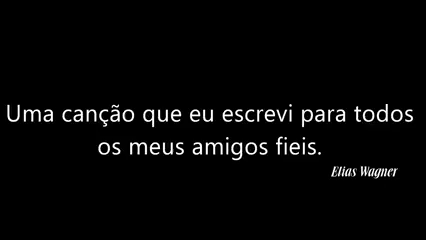 Uma canção que eu escrevi para todos
os meus amigos fieis.
Elias Wagner